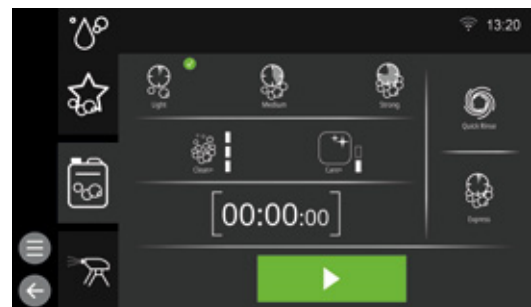 13:20
Light
Medium
Strong
Quick Rinse
Clean+
Care+
Express
[00:00:00]